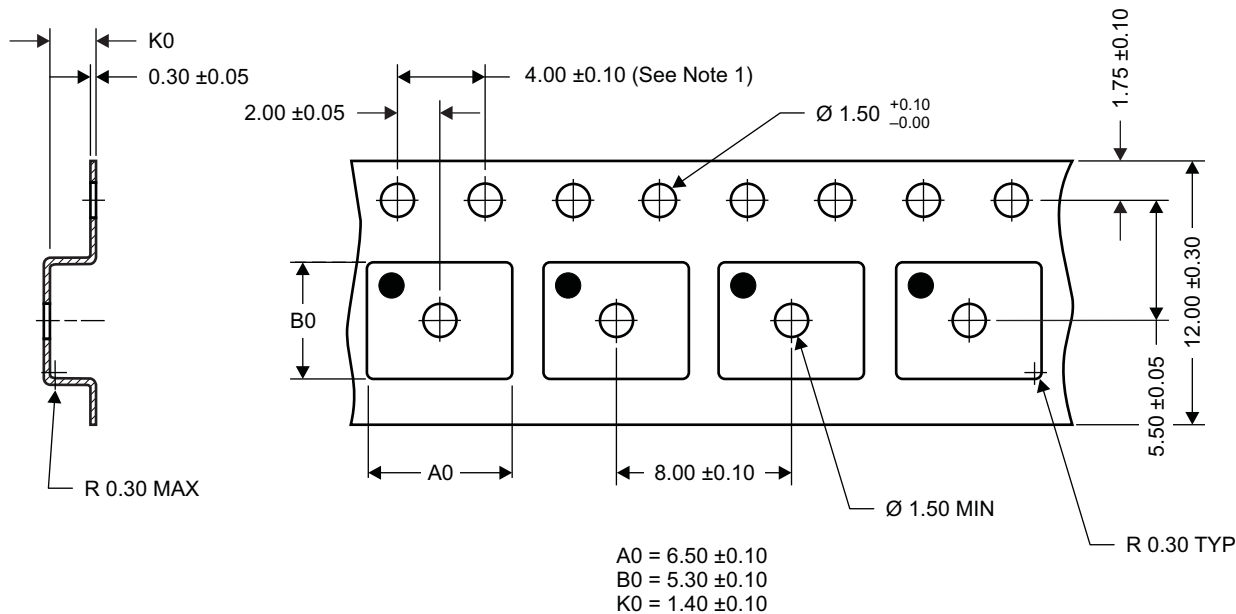 K0
0.30 ±0.05
4.00 ±0.10 (See Note 1)
2.00 ±0.05
Ø 1.50 +0.10
–0.00
1.75 ±0.10
12.00 ±0.30
5.50 ±0.05
B0
A0
8.00 ±0.10
R 0.30 MAX
Ø 1.50 MIN
R 0.30 TYP
A0 = 6.50 ±0.10
B0 = 5.30 ±0.10
K0 = 1.40 ±0.10